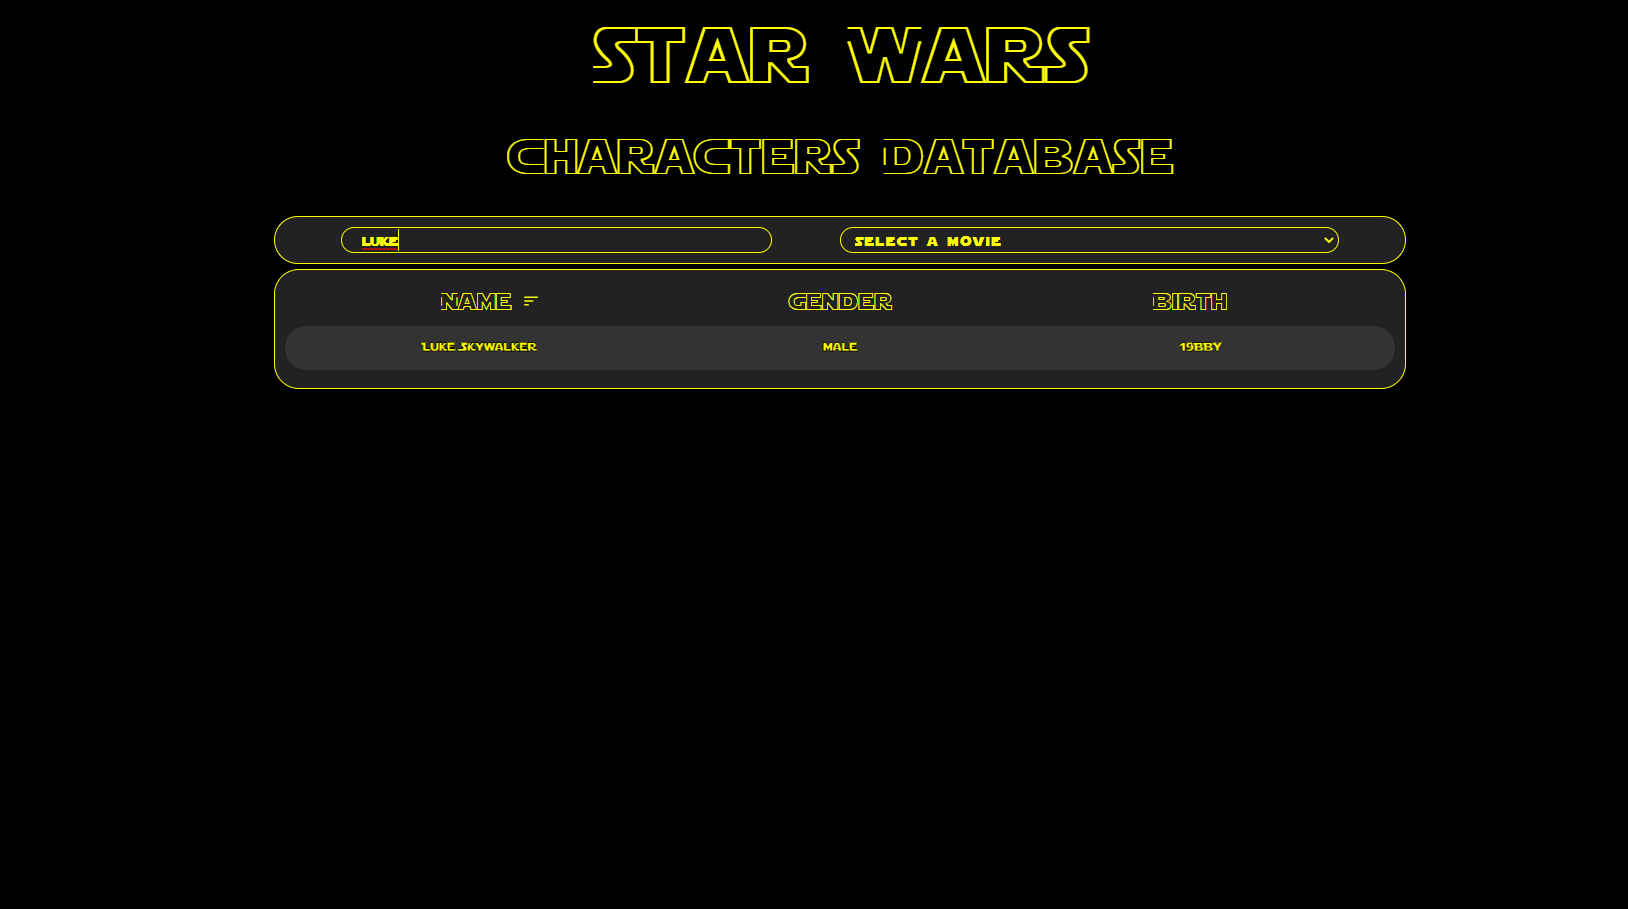 STAR WARS
CHARACTERS DATABASE
LUKE SELECT A MOVIE
NAME GENDER BIRTH
LUKE SKYWALKER MALE 19BBY